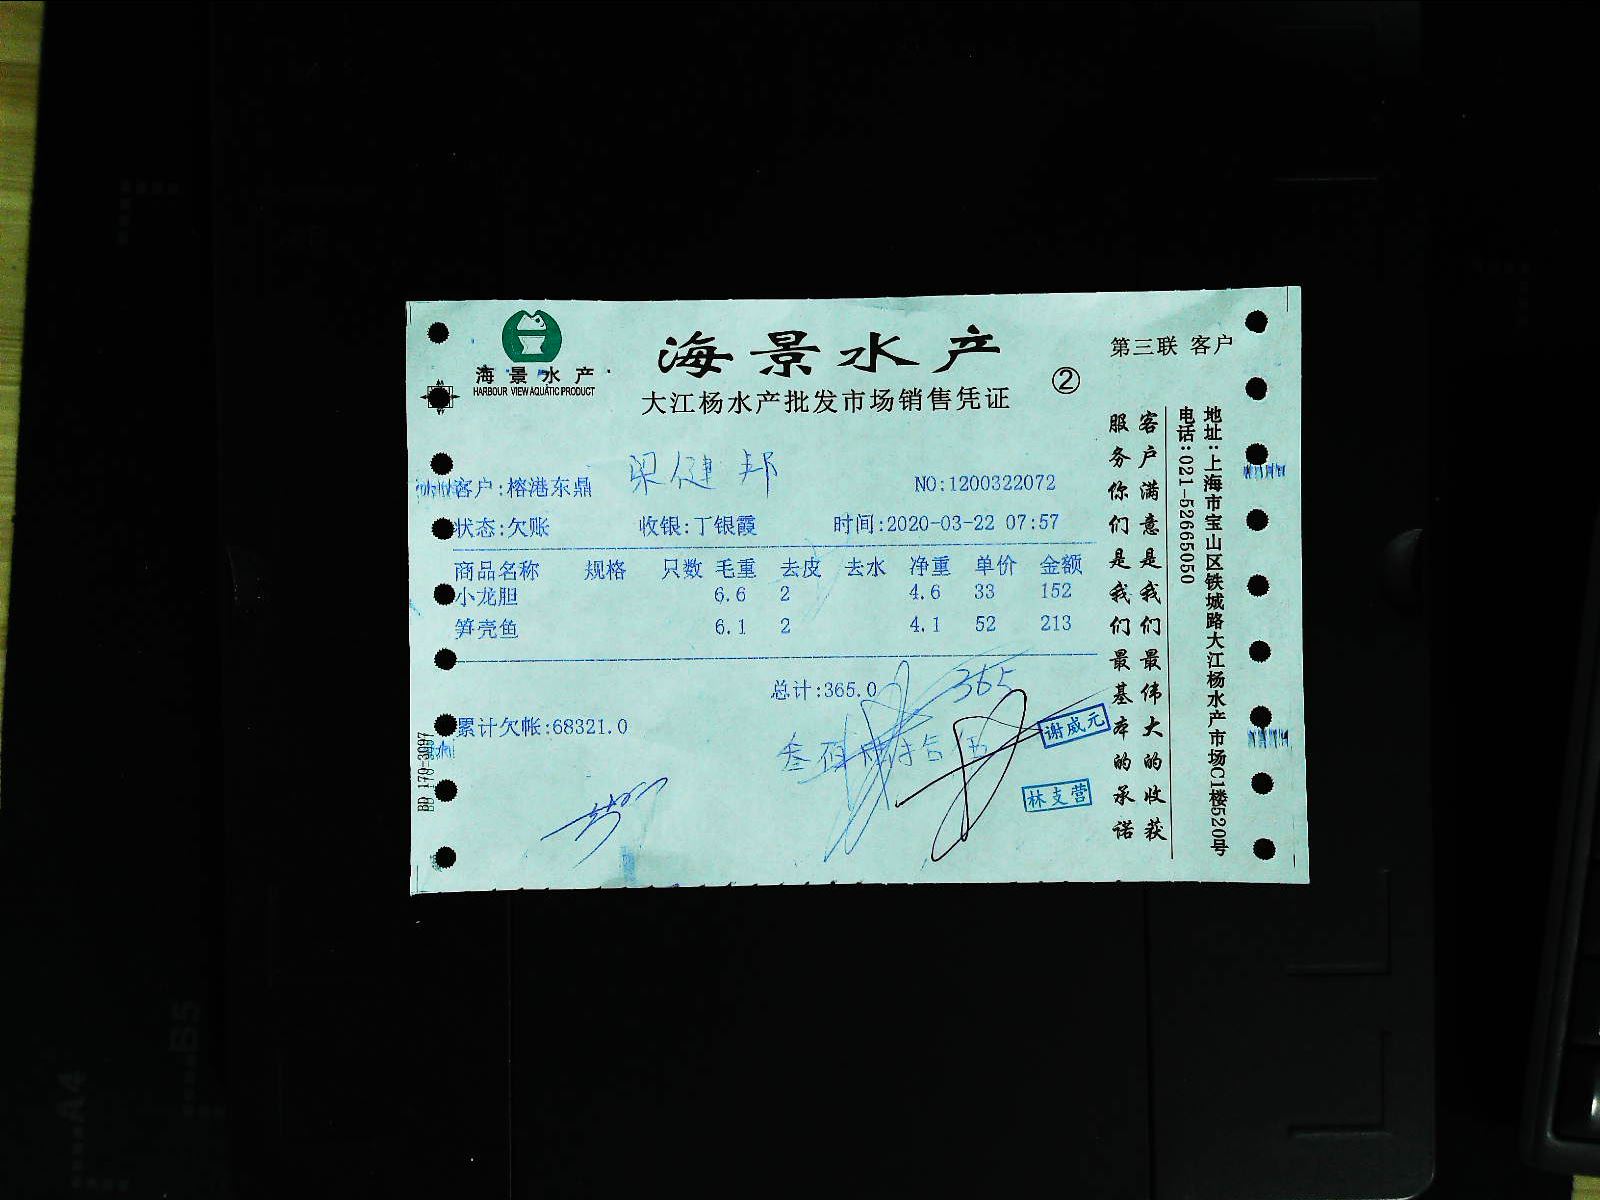 海景水产
HARBOUR VIEW AQUATIC PRODUCT
海景水产
大江杨水产批发市场销售凭证
②
第三联 客户
客户:榕港东鼎 梁健邦 NO:1200322072
状态:欠账 收银:丁银霞 时间:2020-03-22 07:57
商品名称 规格 只数 毛重 去皮 去水 净重 单价 金额
小龙胆 6.6 2 4.6 33 152
笋壳鱼 6.1 2 4.1 52 213
总计:365.0
365
累计欠帐:68321.0
叁佰陆拾 伍
谢威元
林支营
BD 179-3097
客户满意是我们最伟大的收获
服务你们是我们最基本的承诺
地址:上海市宝山区铁城路大江杨水产市场C1楼520号
电话:021-52665050